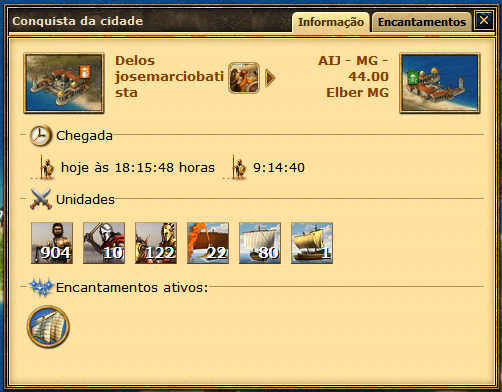 Conquista da cidade
Informação
Encantamentos
Delos
josemarciobati
sta
AIJ - MG -
44.00
Elber MG
Chegada
hoje às 18:15:48 horas
9:14:40
Unidades
904 10 122 22 80 1
Encantamentos ativos: